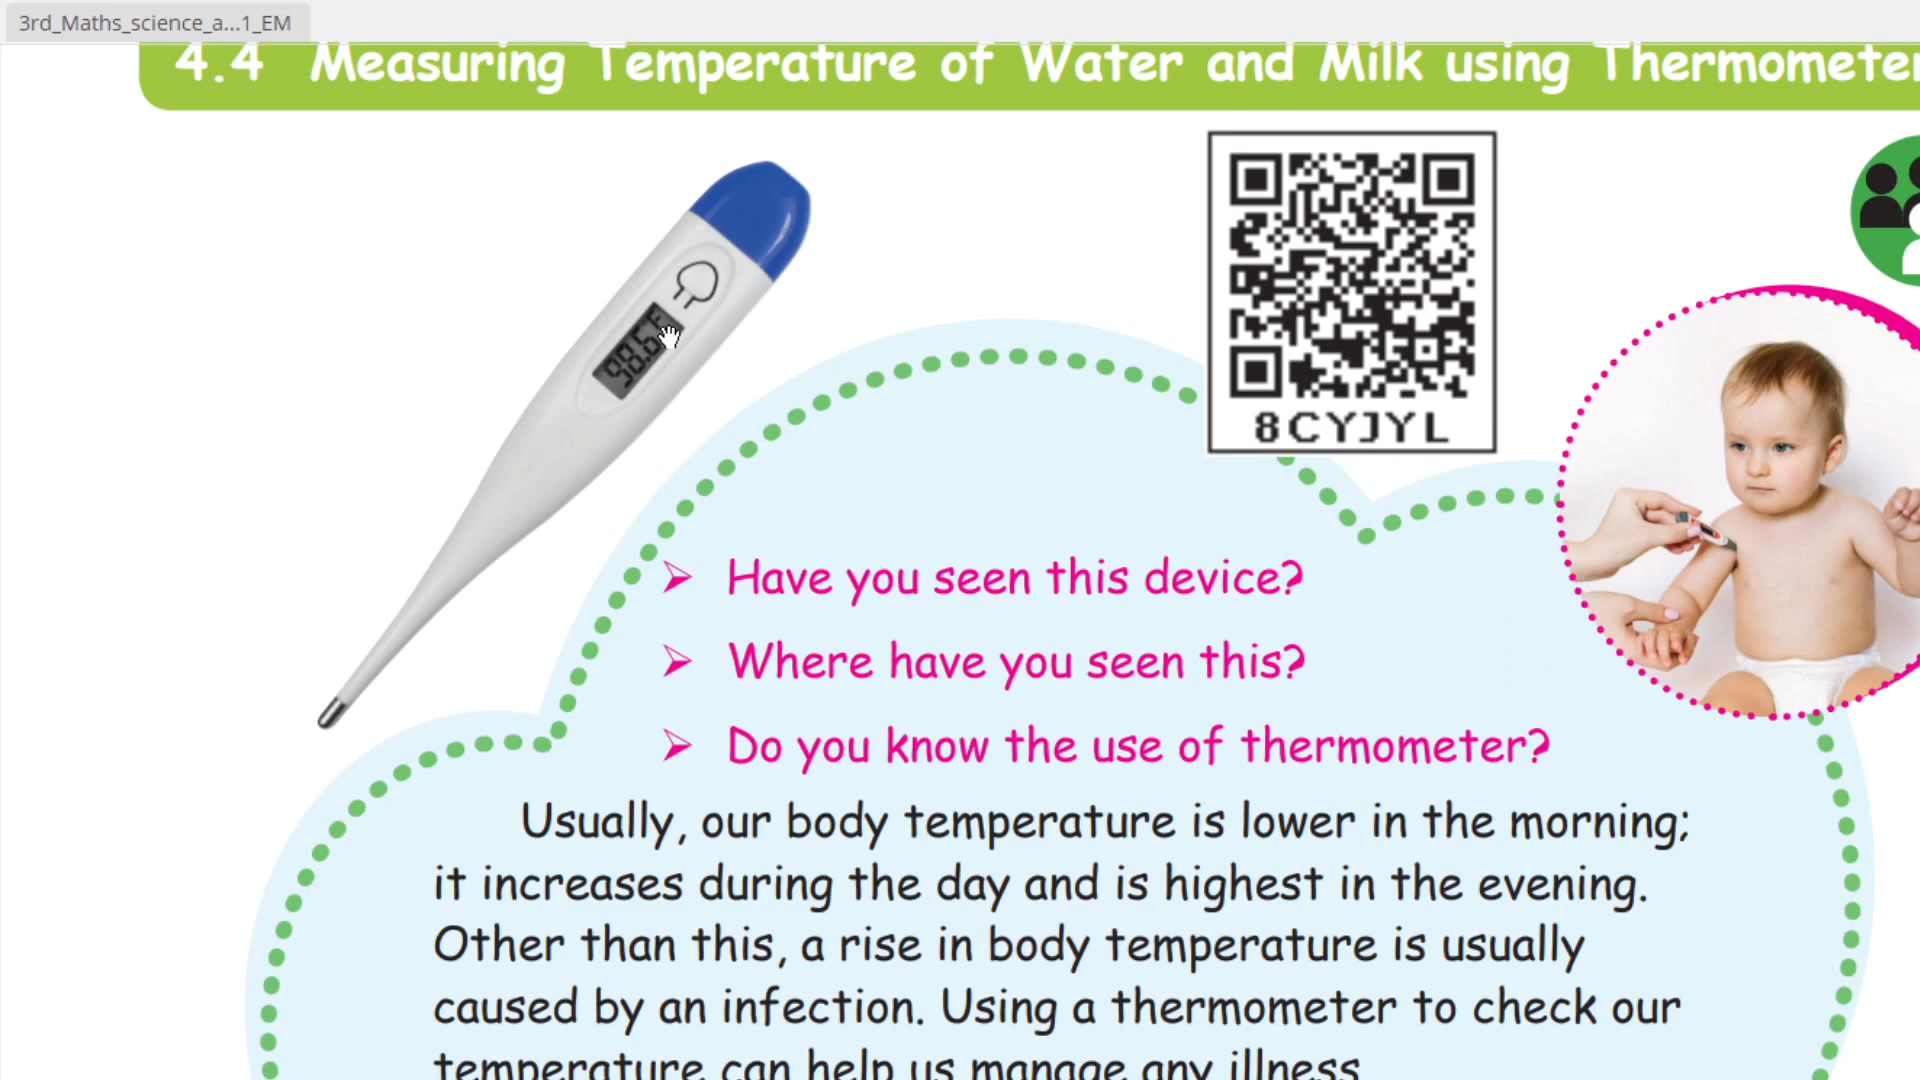 3rd_Maths_science_a...1_EM
4.4 Measuring Temperature of Water and Milk using Thermometer
98.6
8CYJYL
Have you seen this device?
Where have you seen this?
Do you know the use of thermometer?
Usually, our body temperature is lower in the morning;
it increases during the day and is highest in the evening.
Other than this, a rise in body temperature is usually
caused by an infection. Using a thermometer to check our
temperature can help us manage any illness